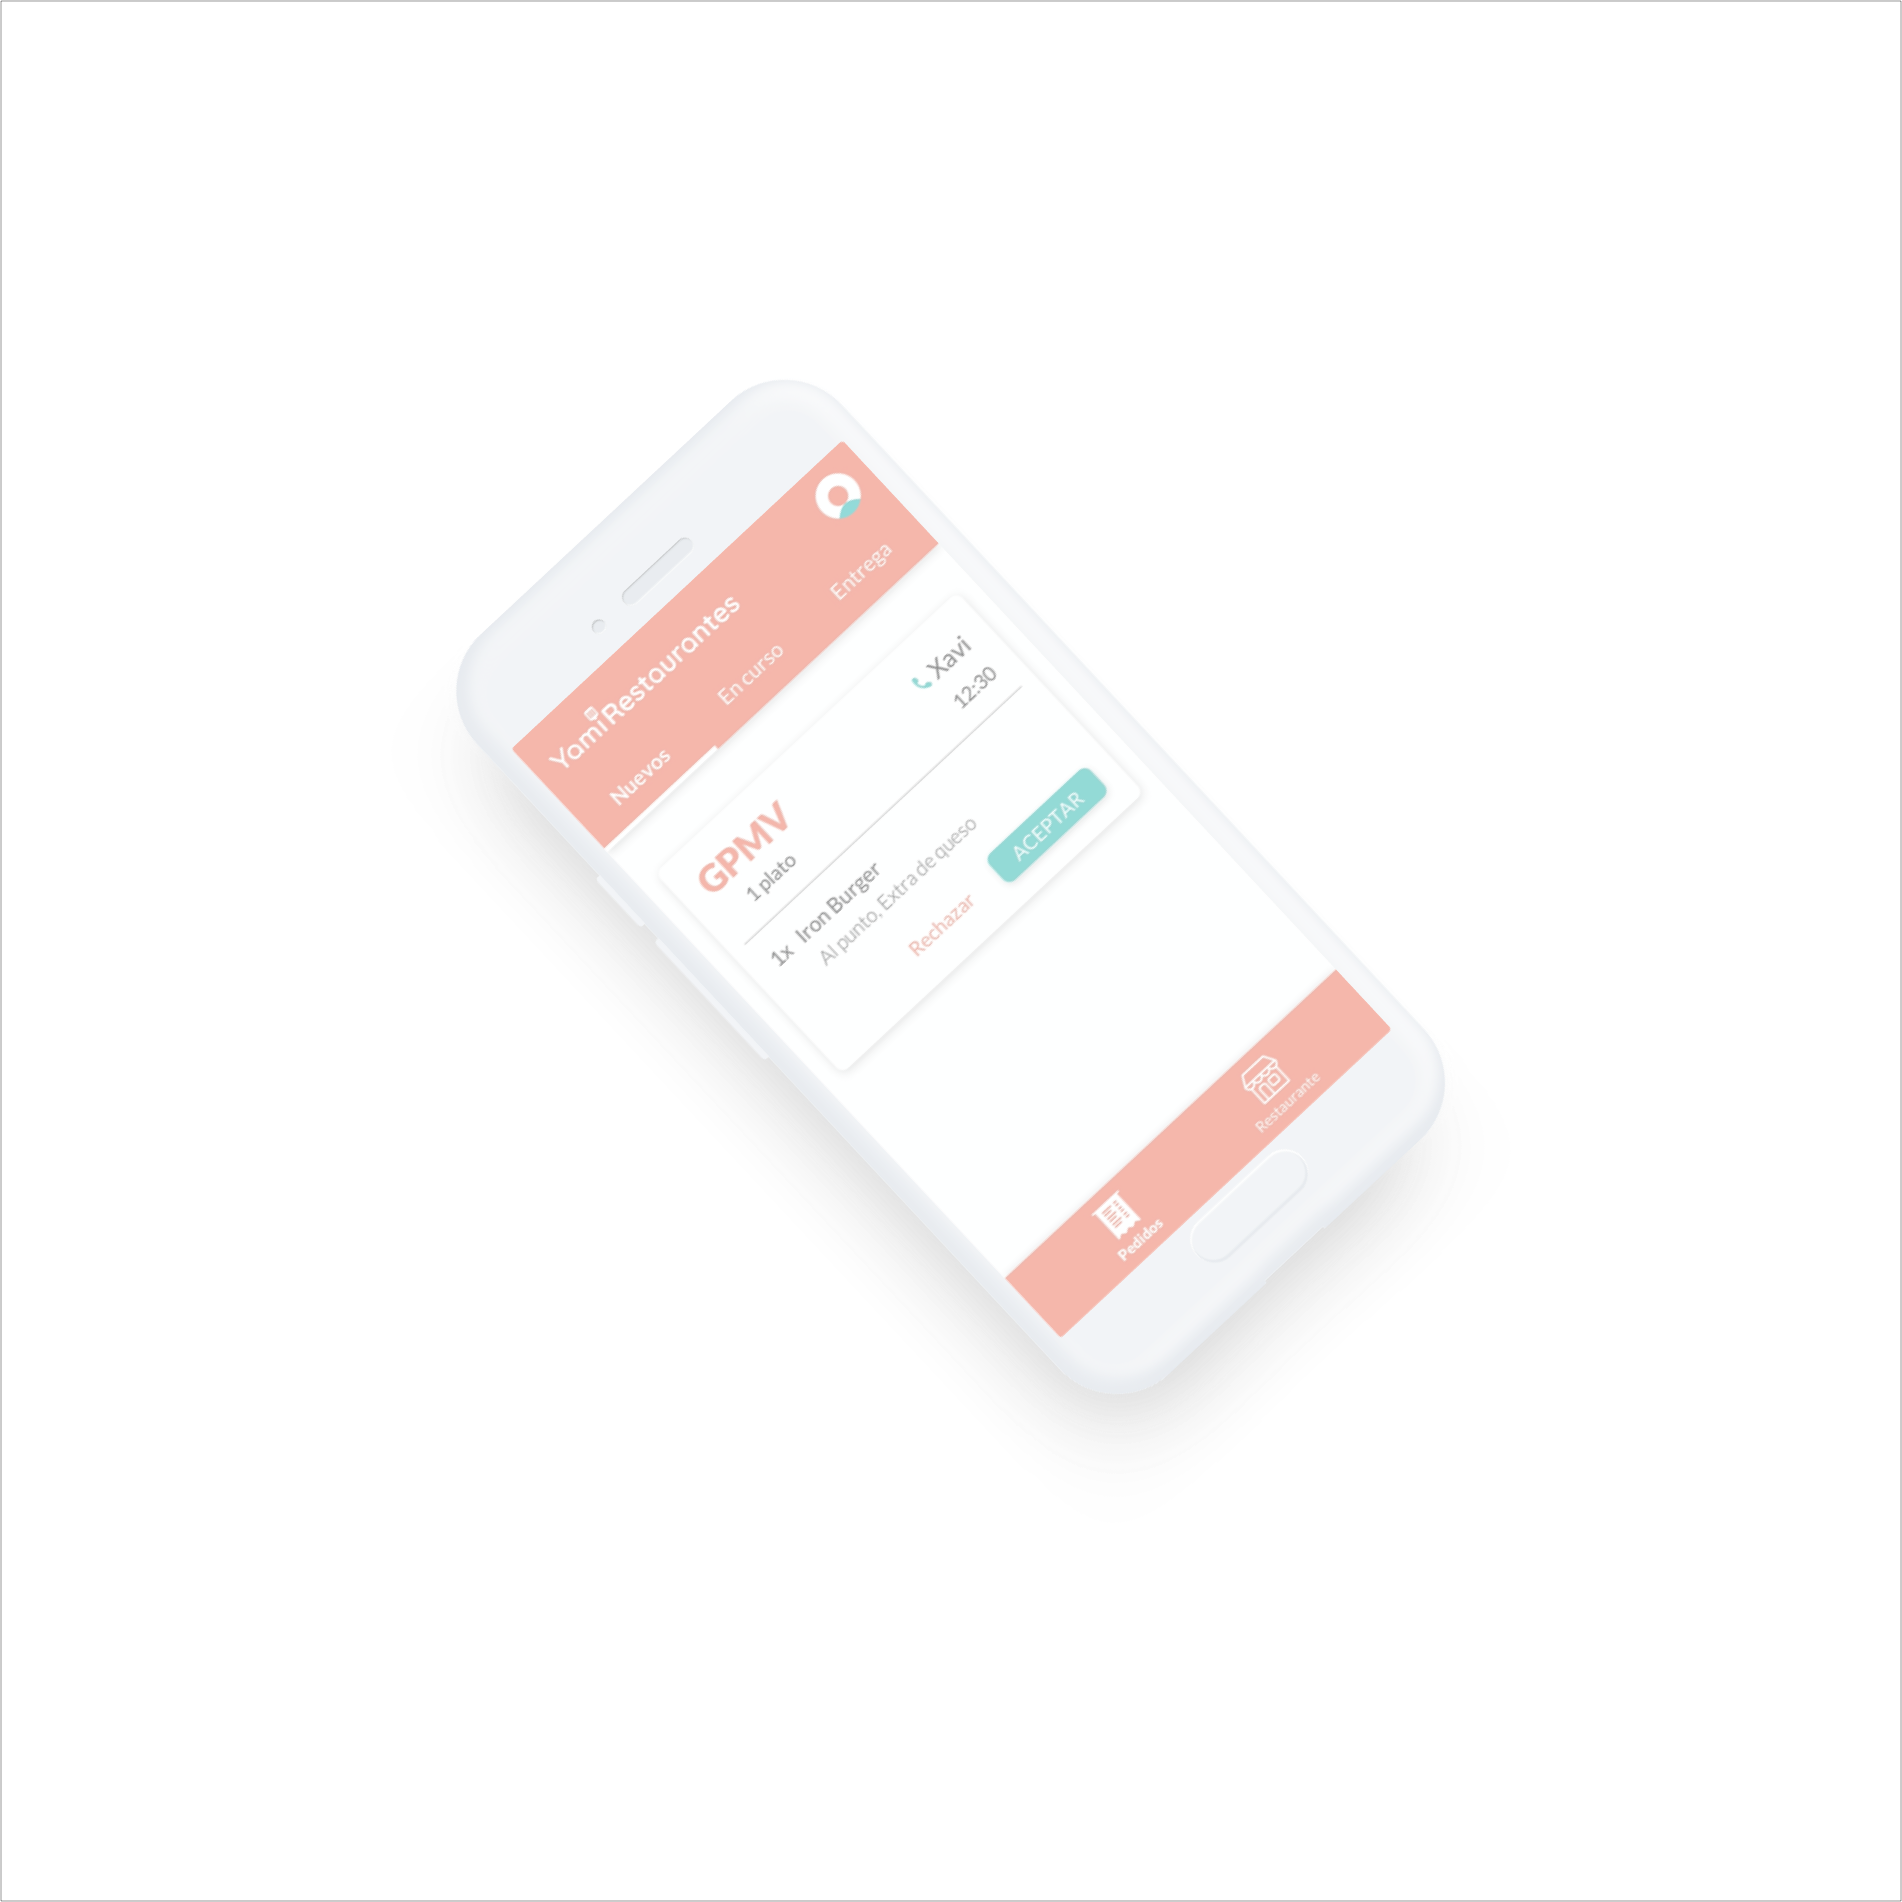 YamiRestaurantes
Nuevos En curso Entrega
GPMV Xavi
1 plato 12:30
1x Iron Burger
Al punto, Extra de queso
Rechazar ACEPTAR
Pedidos Restaurante